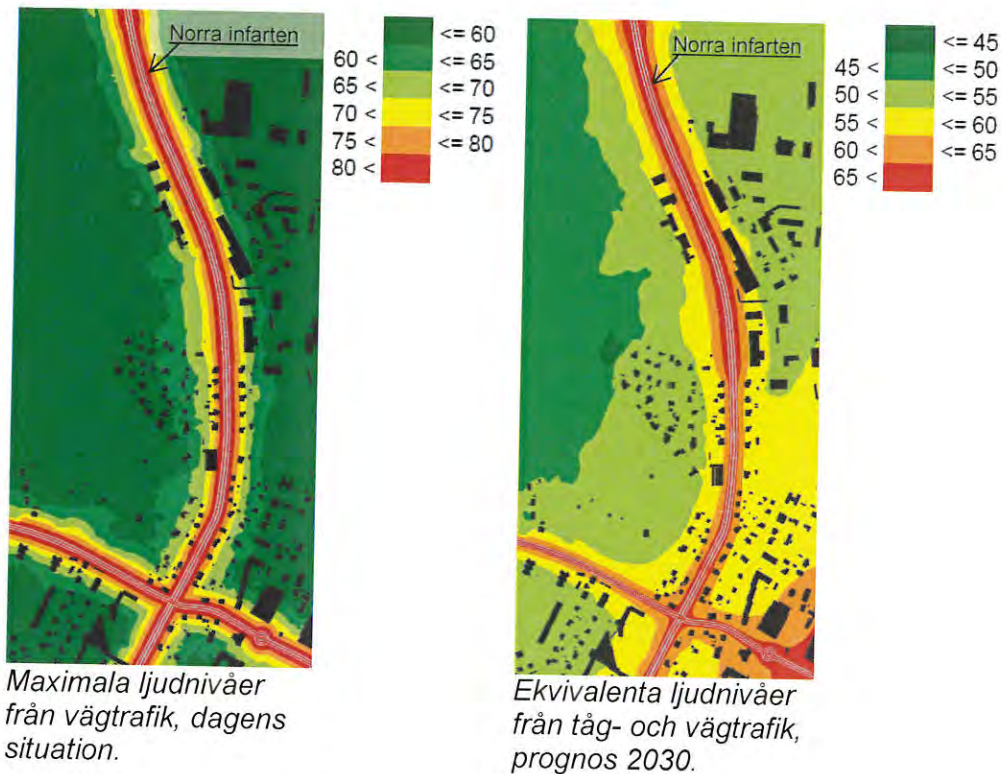 Norra infarten
<= 60
60 < <= 65
65 < <= 70
70 < <= 75
75 < <= 80
80 <
Maximala ljudnivåer
från vägtrafik, dagens
situation.
Norra infarten
<= 45
45 < <= 50
50 < <= 55
55 < <= 60
60 < <= 65
65 <
Ekvivalenta ljudnivåer
från tåg- och vägtrafik,
prognos 2030.